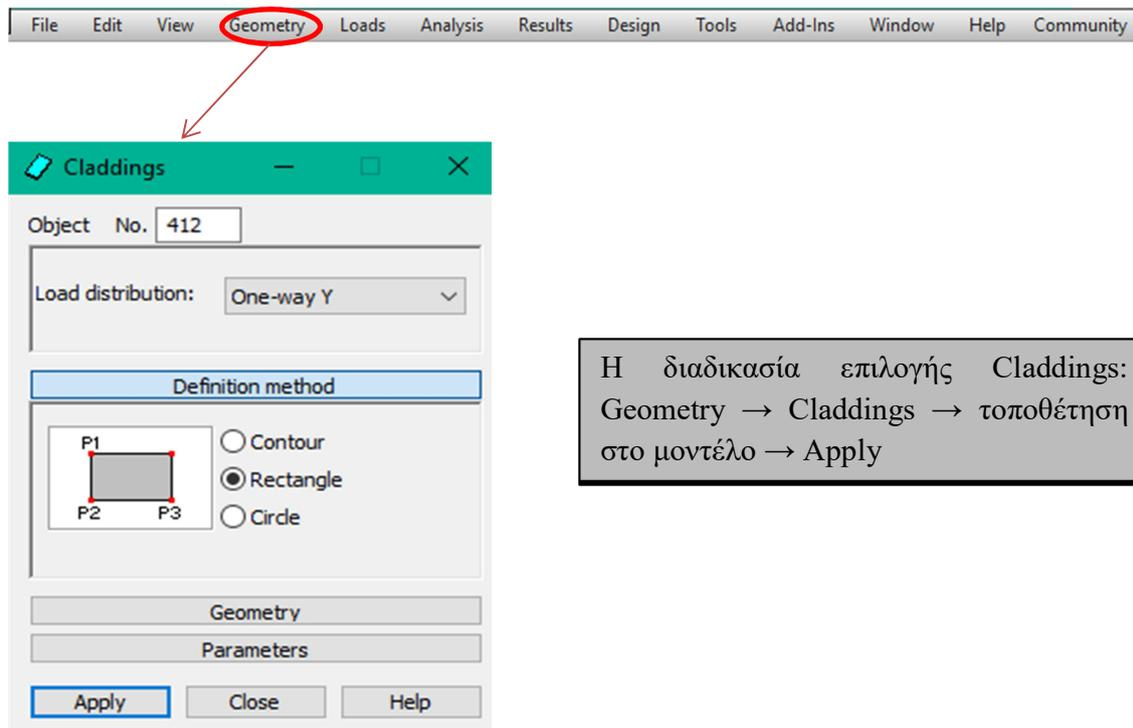 File Edit View Geometry Loads Analysis Results Design Tools Add-Ins Window Help Community
Claddings
Object No. 412
Load distribution: One-way Y
Definition method
P1
P2 P3
Contour
Rectangle
Circle
Geometry
Parameters
Apply Close Help
Η διαδικασία επιλογής Claddings:
Geometry → Claddings → τοποθέτηση
στο μοντέλο → Apply